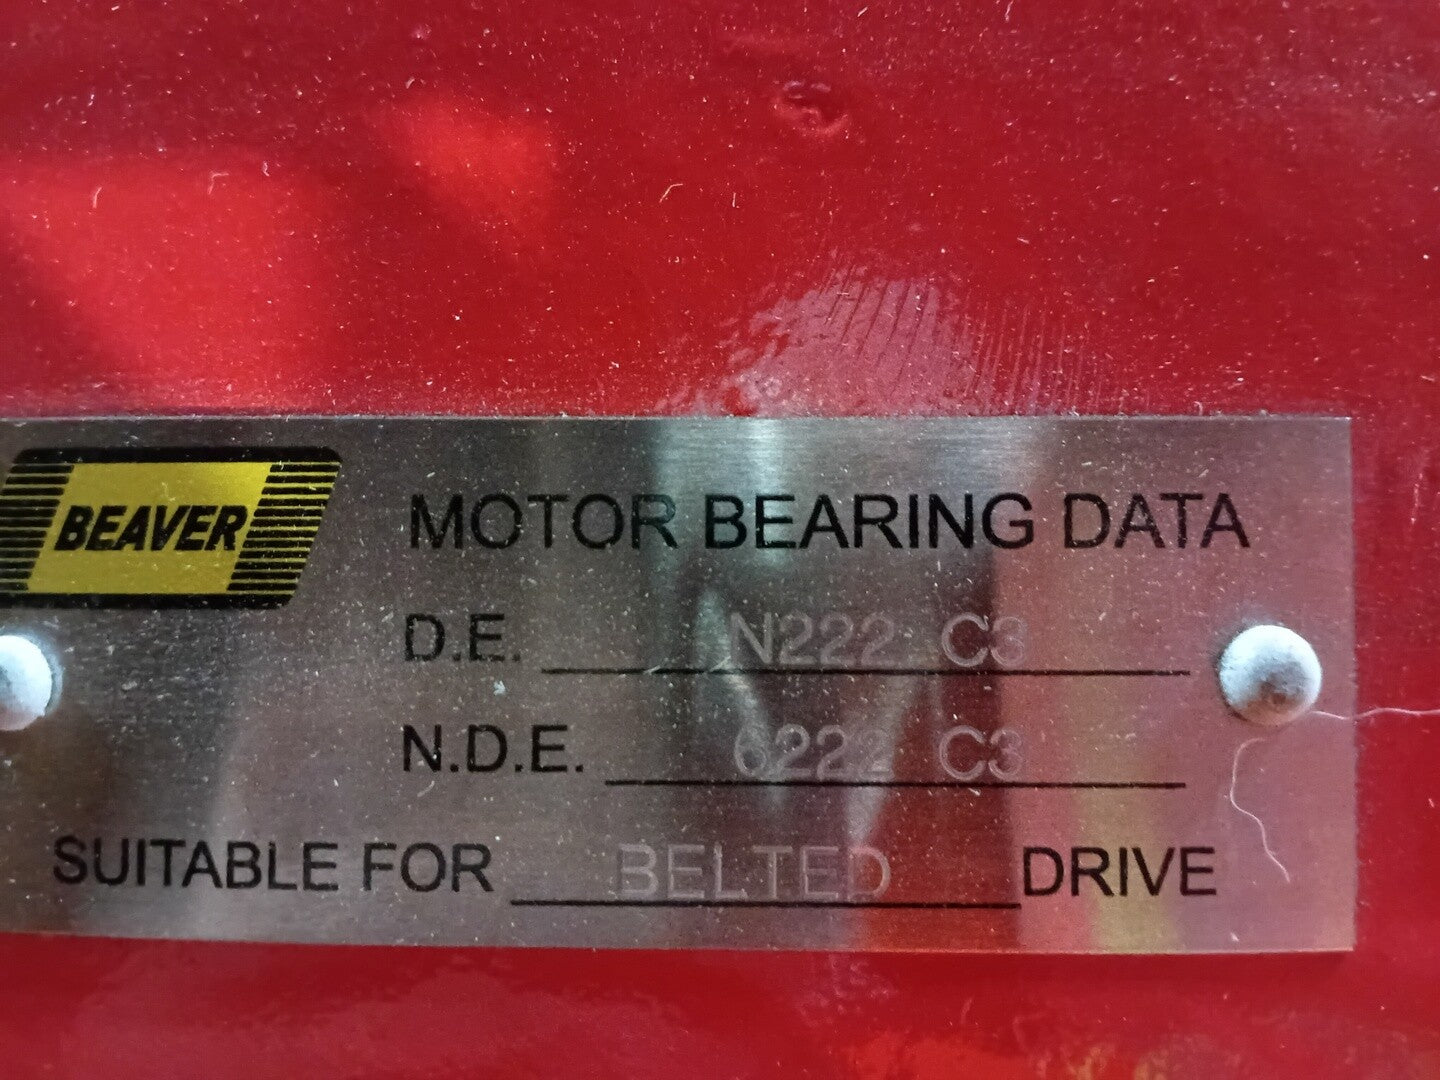 BEAVER
MOTOR BEARING DATA
D.E. N222 C3
N.D.E. 6222 C3
SUITABLE FOR BELTED DRIVE